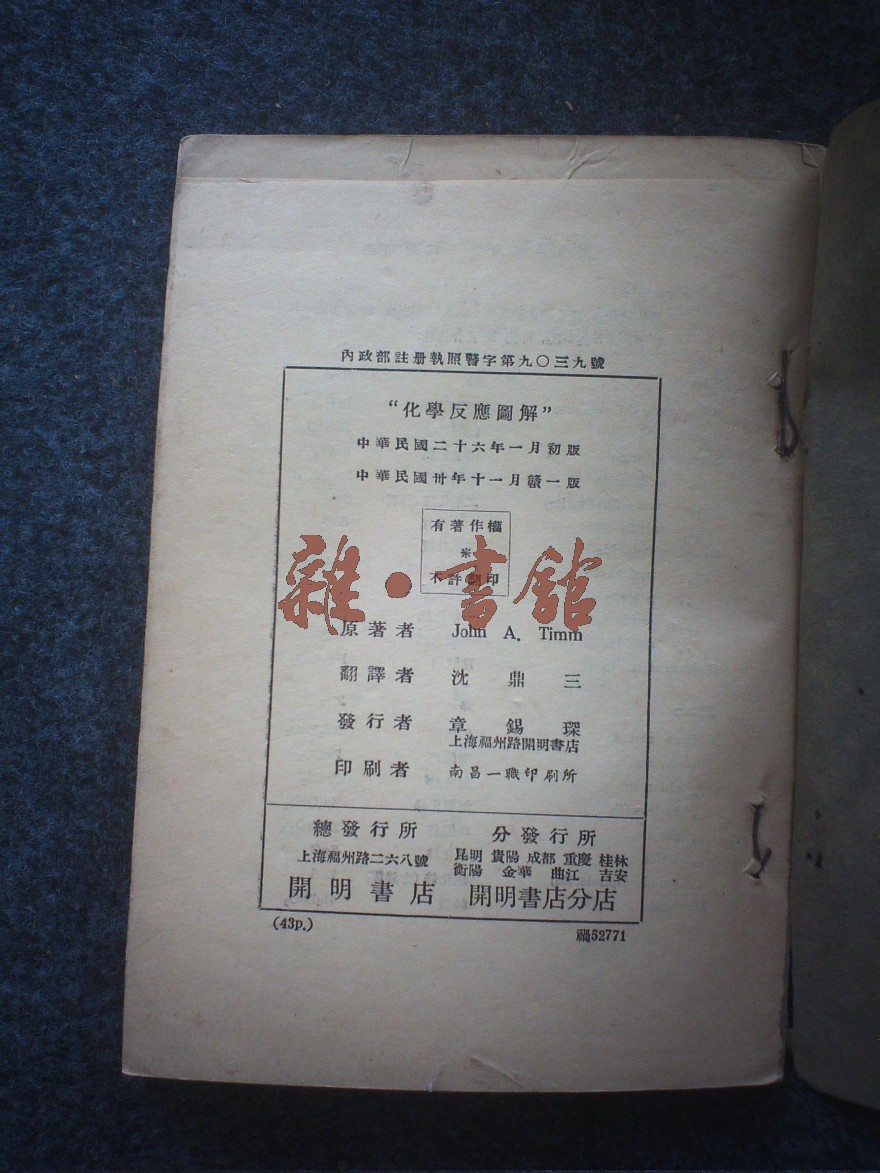 內政部註册執照警字第九〇三九號
“化學反應圖解”
中華民國二十六年一月初版
中華民國卅年十一月贛一版
有著作權
不許翻印
雜·書館
原著者 John A. Timm
翻譯者 沈鼎三
發行者 章錫琛
上海福州路開明書店
印刷者 南昌一職印刷所
總發行所
上海福州路二六八號
開明書店
分發行所
昆明 貴陽 成都 重慶 桂林
衡陽 金華 曲江 吉安
開明書店分店
(43p.)
52771